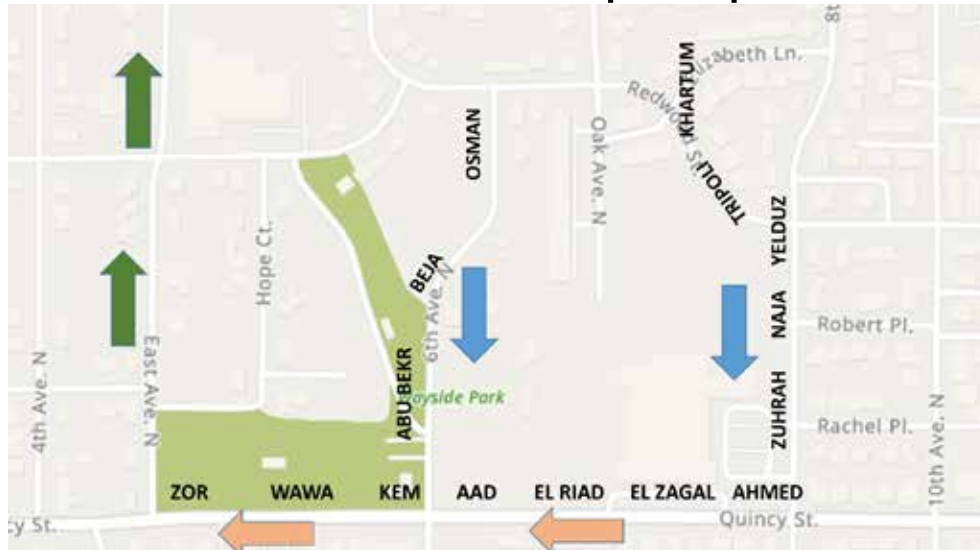 8t
KHARTUM
Elizabeth Ln.
Redwood St
OSMAN
Oak Ave. N
TRIPOLI
YELDUZ
Hope Ct.
BEJA
6th Ave. N
NAJA
Robert Pl.
East Ave. N
4th Ave. N
ABU BEKR
Bayside Park
ZUHRAH
Rachel Pl.
10th Ave. N
ZOR WAWA KEM AAD EL RIAD EL ZAGAL AHMED
cy St.
Quincy St.